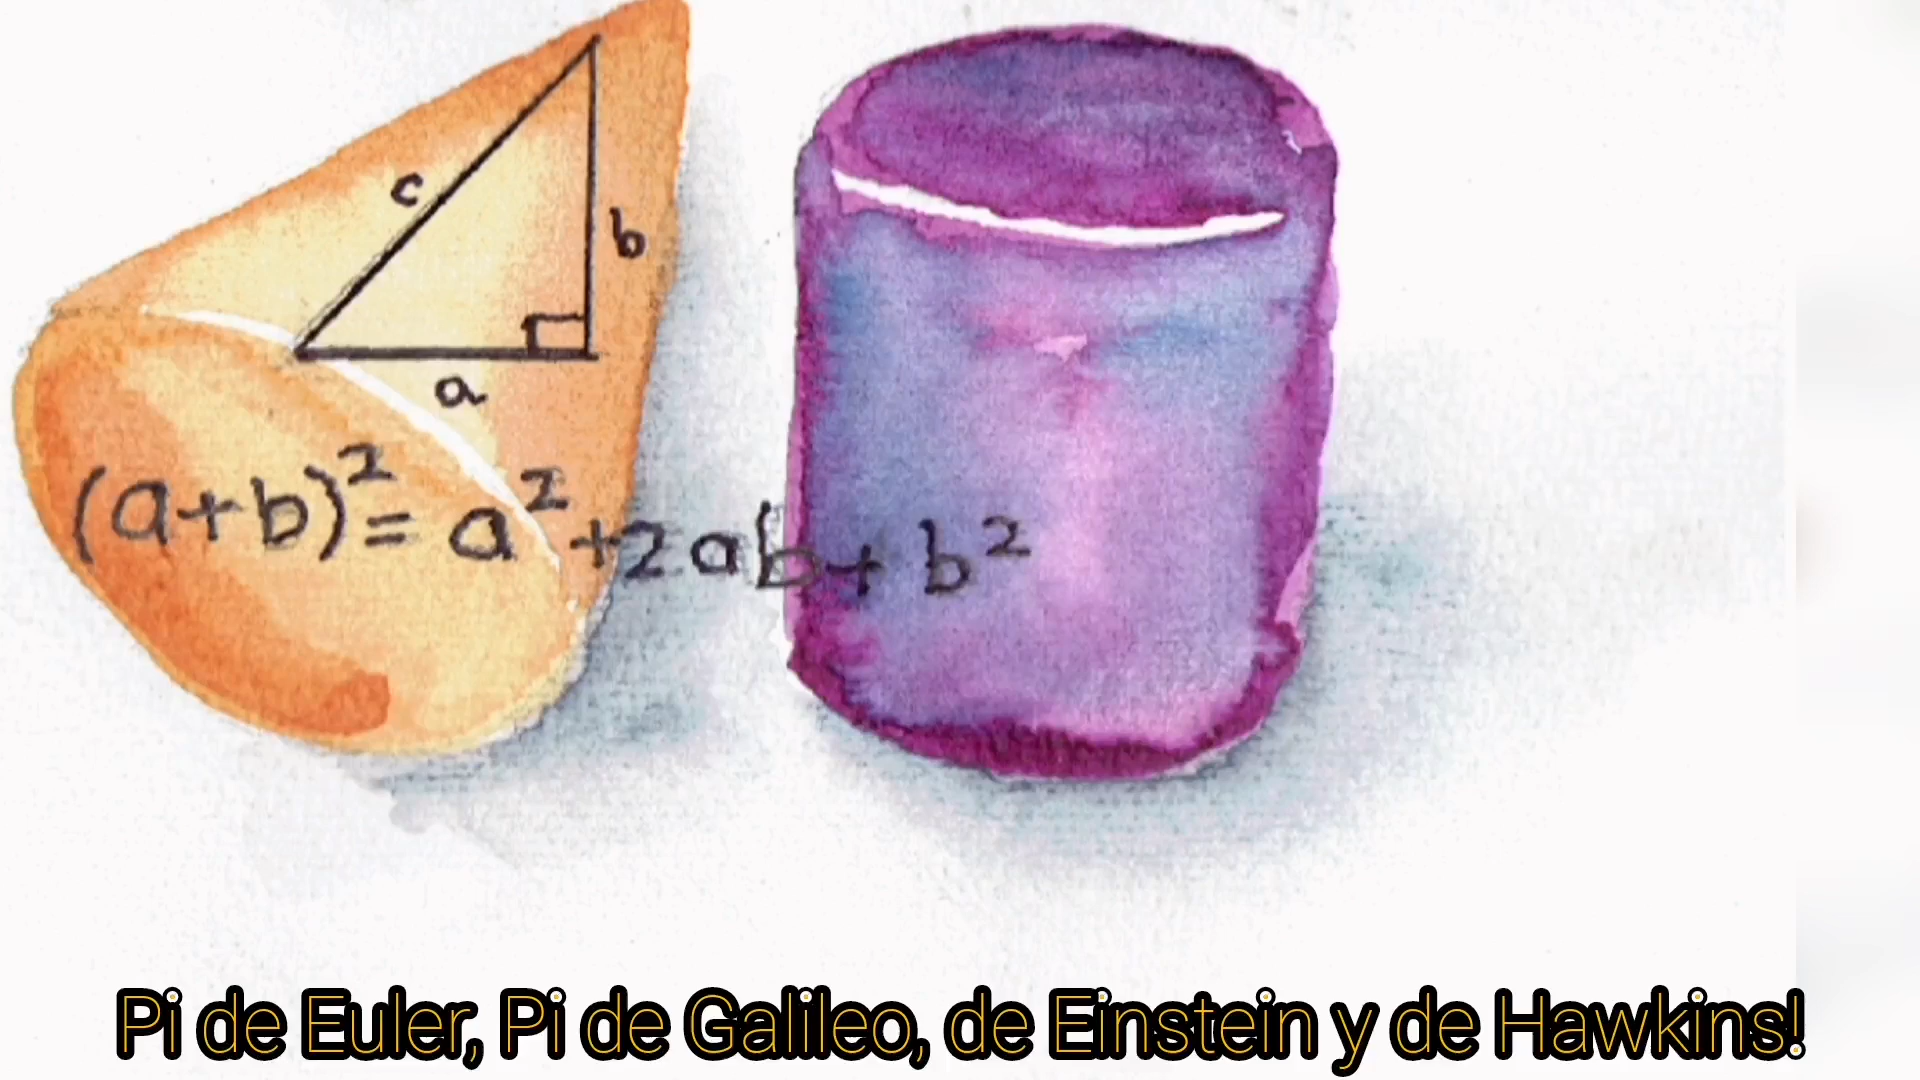 c
b
a
(a+b)² = a² + 2ab + b²
Pi de Euler, Pi de Galileo, de Einstein y de Hawkins!